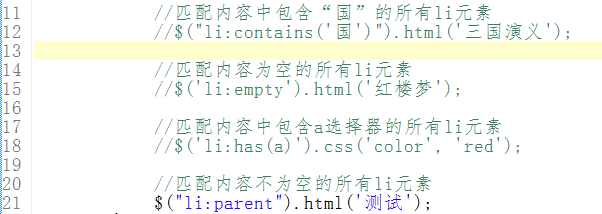 11 //匹配内容中包含“国”的所有li元素
12 //$("li:contains('国')").html('三国演义');
13
14 //匹配内容为空的所有li元素
15 //$('li:empty').html('红楼梦');
16
17 //匹配内容中包含a选择器的所有li元素
18 //$('li:has(a)').css('color', 'red');
19
20 //匹配内容不为空的所有li元素
21 $("li:parent").html('测试');